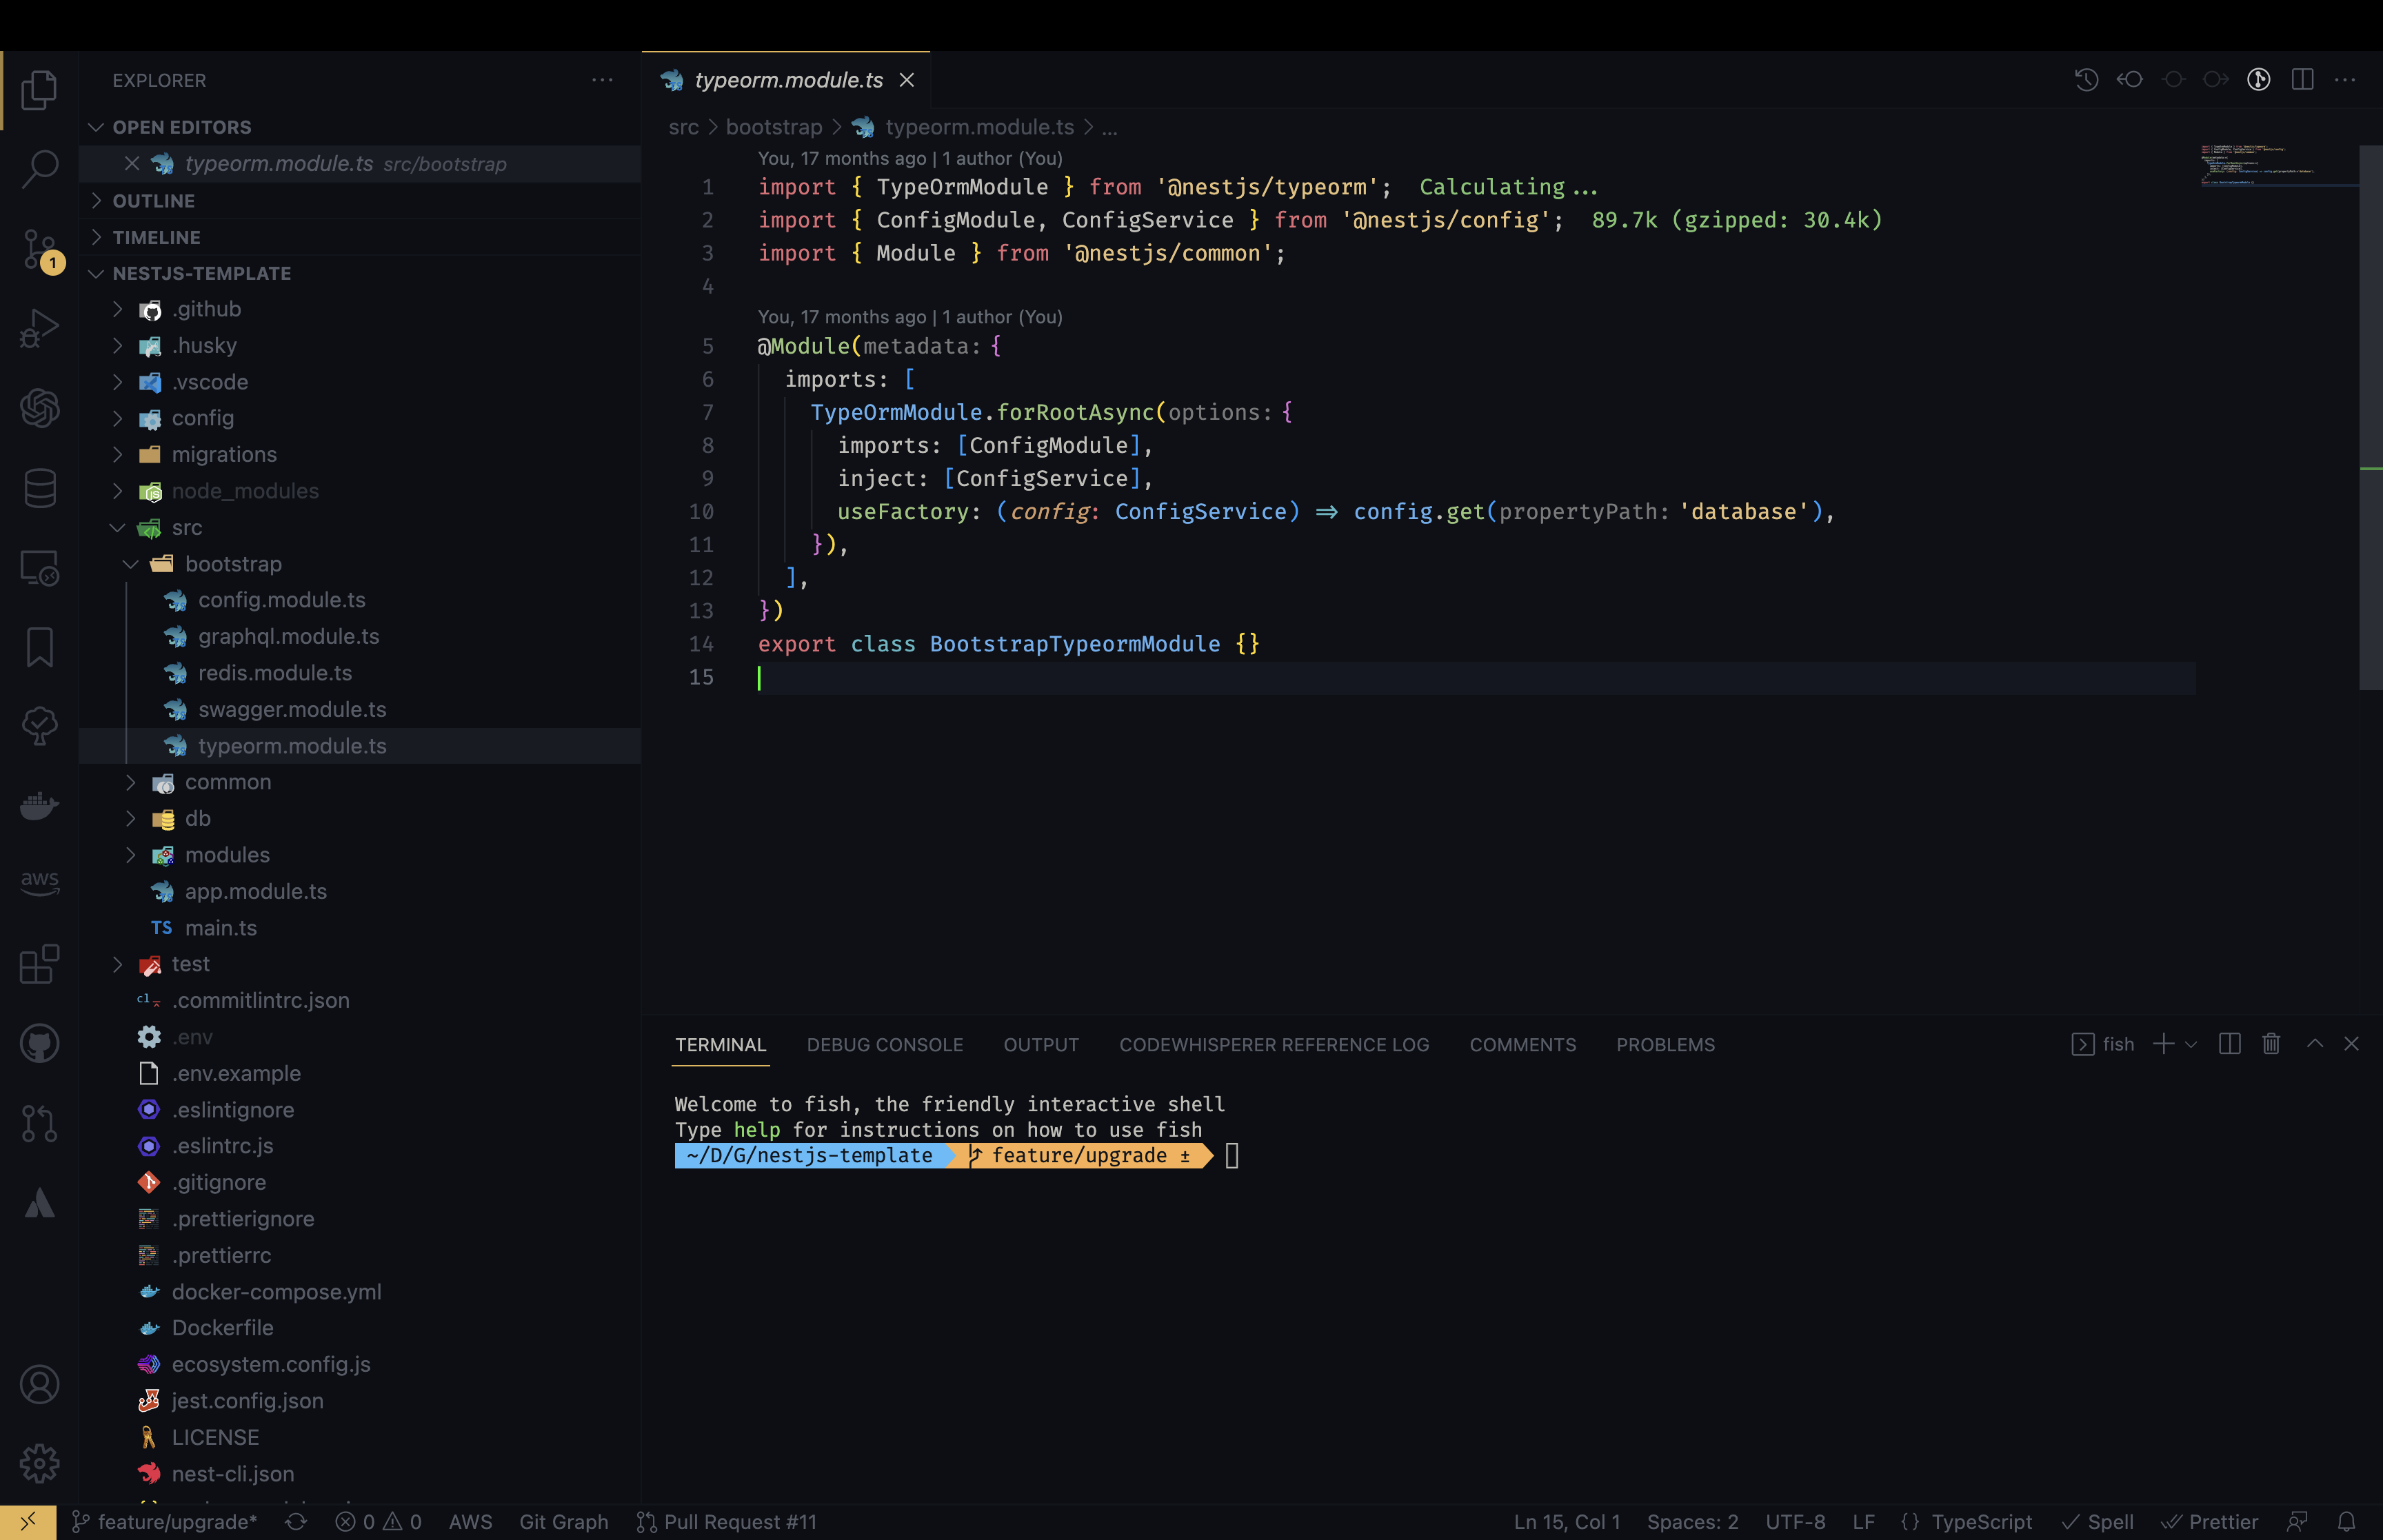 EXPLORER
OPEN EDITORS
typeorm.module.ts src/bootstrap
OUTLINE
TIMELINE
1
NESTJS-TEMPLATE
.github
.husky
.vscode
config
migrations
node_modules
src
bootstrap
config.module.ts
graphql.module.ts
redis.module.ts
swagger.module.ts
typeorm.module.ts
common
db
modules
aws
app.module.ts
TS main.ts
test
.commitlintrc.json
.env
.env.example
.eslintignore
.eslintrc.js
.gitignore
.prettierignore
.prettierrc
docker-compose.yml
Dockerfile
ecosystem.config.js
jest.config.json
LICENSE
nest-cli.json
typeorm.module.ts
src > bootstrap > typeorm.module.ts > ...
You, 17 months ago | 1 author (You)
1 import { TypeOrmModule } from '@nestjs/typeorm'; Calculating...
2 import { ConfigModule, ConfigService } from '@nestjs/config'; 89.7k (gzipped: 30.4k)
3 import { Module } from '@nestjs/common';
4
You, 17 months ago | 1 author (You)
5 @Module(metadata: {
6 imports: [
7 TypeOrmModule.forRootAsync(options: {
8 imports: [ConfigModule],
9 inject: [ConfigService],
10 useFactory: (config: ConfigService) => config.get(propertyPath: 'database'),
11 }),
12 ],
13 })
14 export class BootstrapTypeormModule {}
15
TERMINAL DEBUG CONSOLE OUTPUT CODEWHISPERER REFERENCE LOG COMMENTS PROBLEMS fish
Welcome to fish, the friendly interactive shell
Type help for instructions on how to use fish
~/D/G/nestjs-template feature/upgrade ±
feature/upgrade* 0 0 AWS Git Graph Pull Request #11 Ln 15, Col 1 Spaces: 2 UTF-8 LF {} TypeScript Spell Prettier